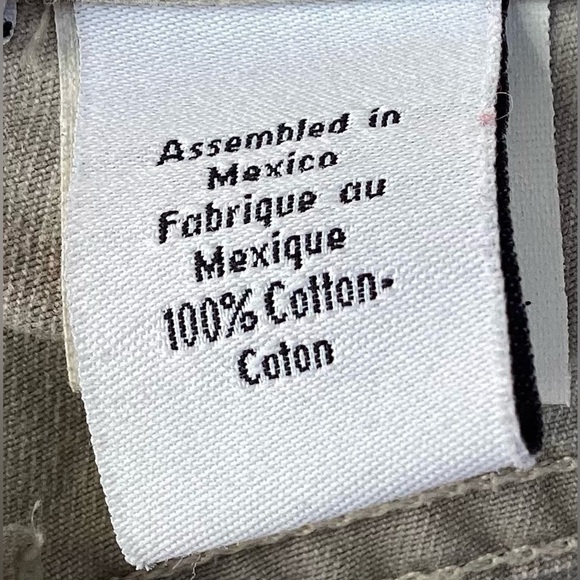 Assembled in
Mexico
Fabrique au
Mexique
100% Cotton-
Coton